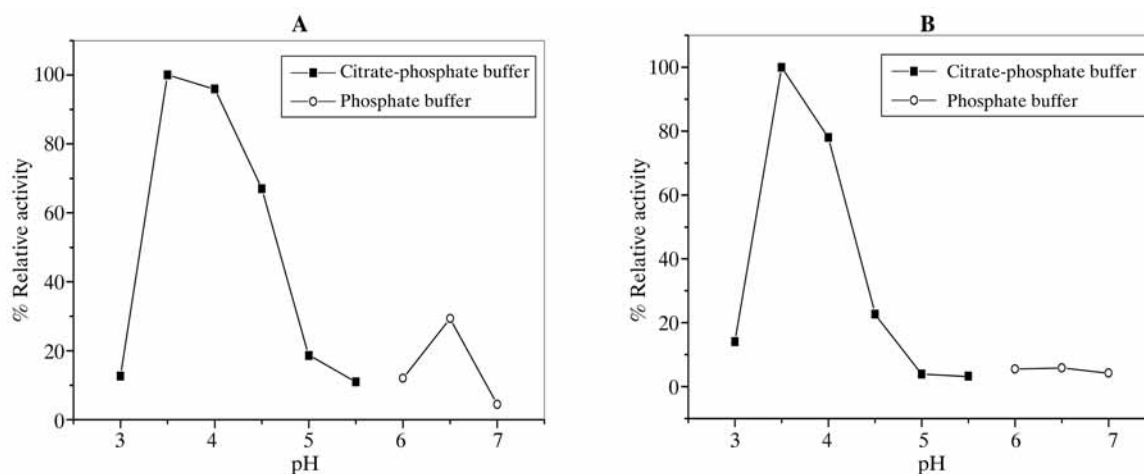 A
Citrate-phosphate buffer
Phosphate buffer
% Relative activity
100
80
60
40
20
0
3 4 5 6 7
pH
B
Citrate-phosphate buffer
Phosphate buffer
% Relative activity
100
80
60
40
20
0
3 4 5 6 7
pH